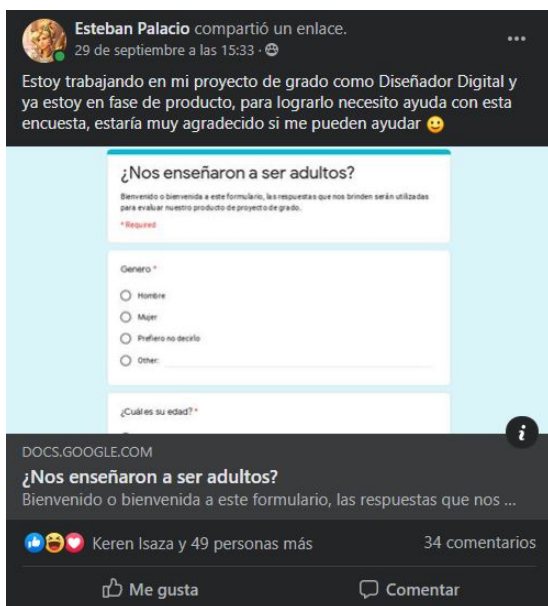 Esteban Palacio compartió un enlace.
29 de septiembre a las 15:33 ·
Estoy trabajando en mi proyecto de grado como Diseñador Digital y
ya estoy en fase de producto, para lograrlo necesito ayuda con esta
encuesta, estaría muy agradecido si me pueden ayudar
¿Nos enseñaron a ser adultos?
Bienvenido o bienvenida a este formulario, las respuestas que nos brinden serán utilizadas
para evaluar nuestro producto de proyecto de grado.
* Required
Genero *
Hombre
Mujer
Prefiero no decirlo
Other:
¿Cuál es su edad? *
DOCS.GOOGLE.COM
¿Nos enseñaron a ser adultos?
Bienvenido o bienvenida a este formulario, las respuestas que nos ...
Keren Isaza y 49 personas más 34 comentarios
Me gusta Comentar